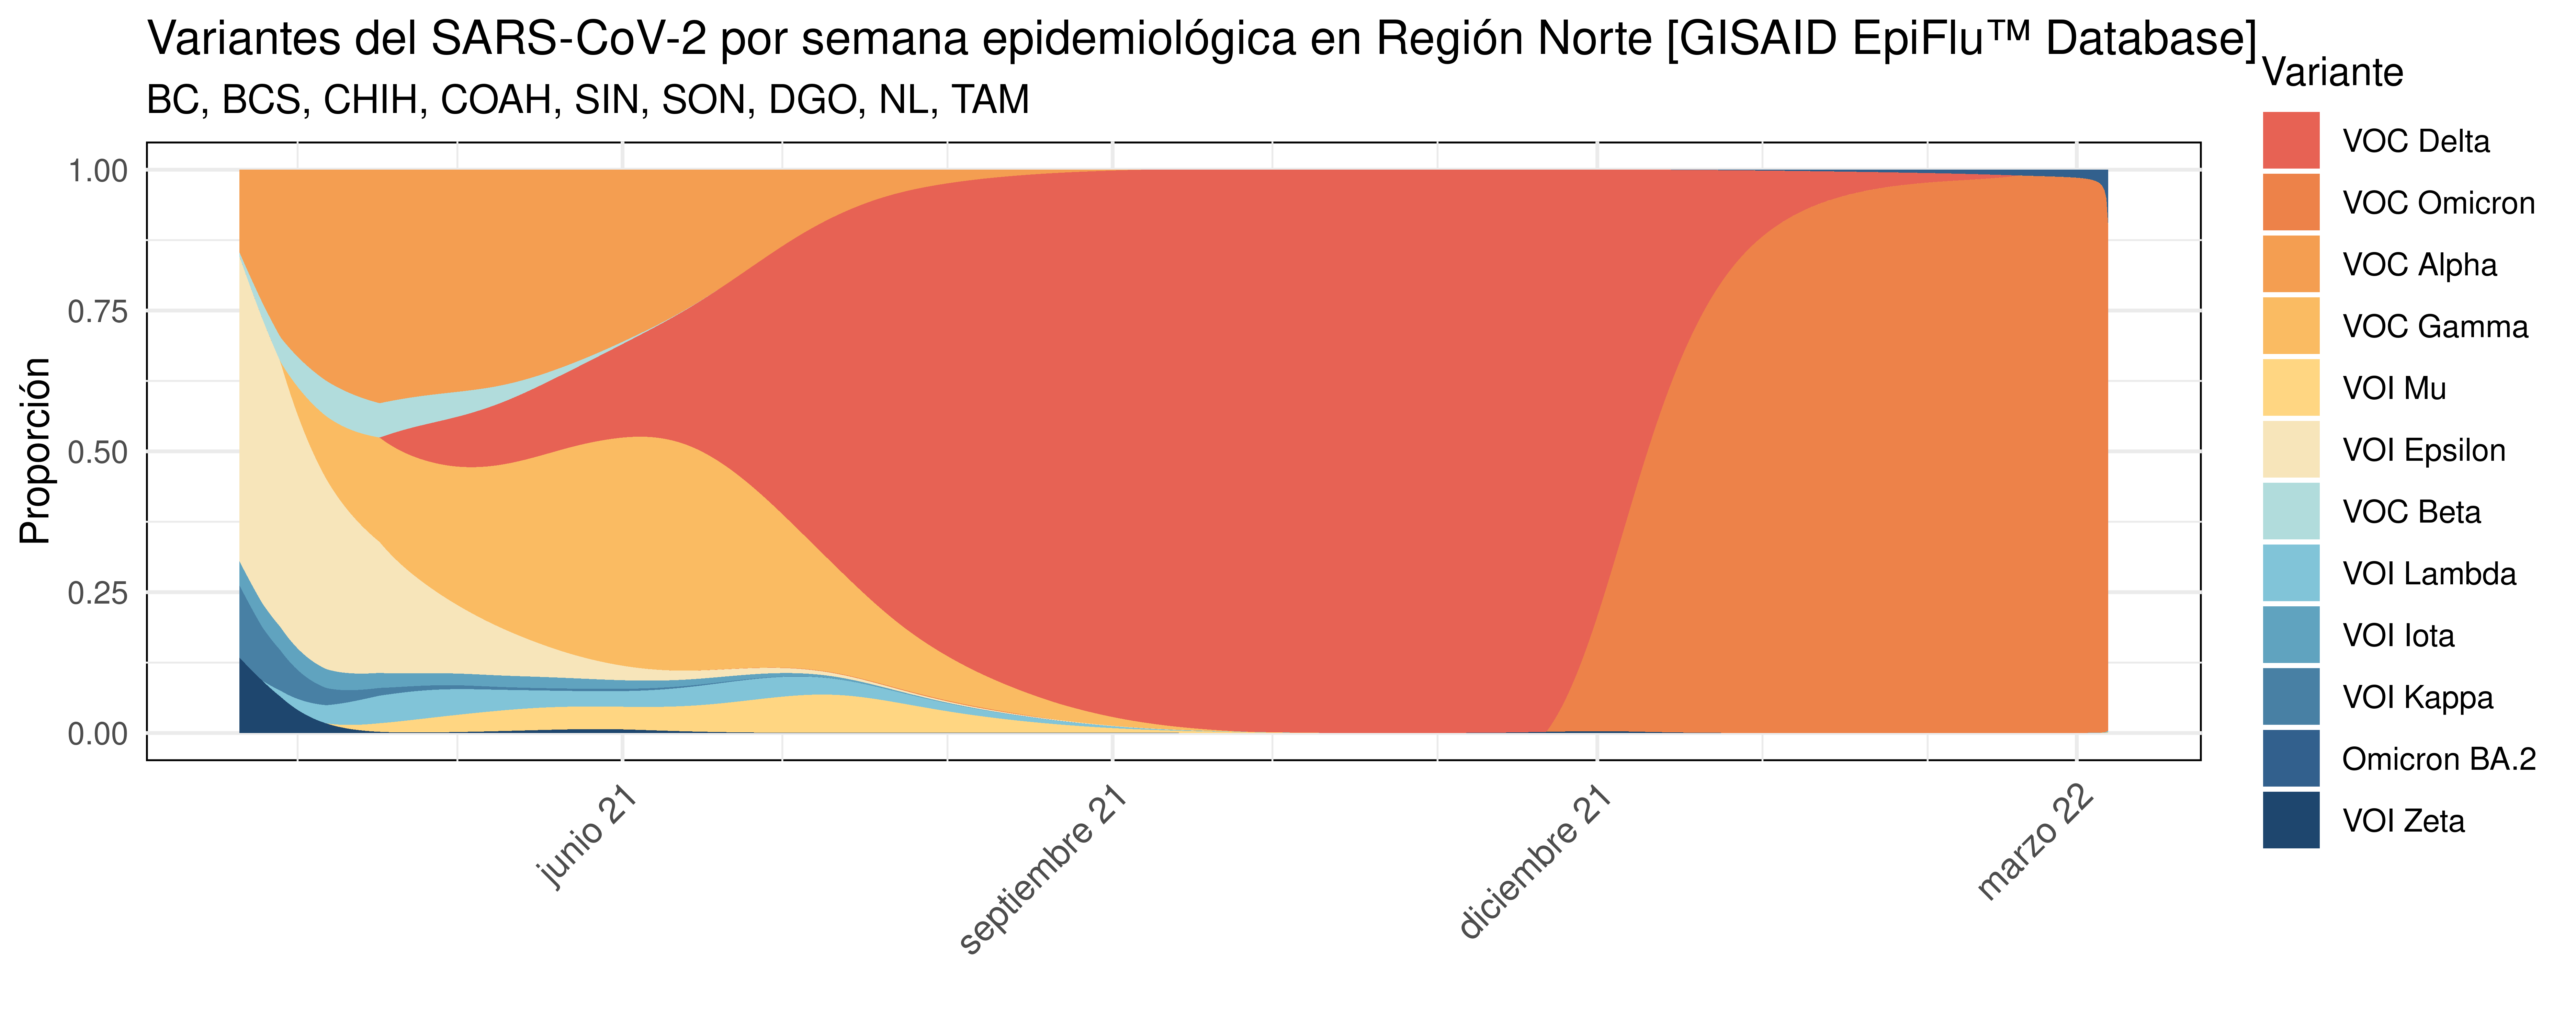 Variantes del SARS-CoV-2 por semana epidemiológica en Región Norte [GISAID EpiFlu™ Database]
BC, BCS, CHIH, COAH, SIN, SON, DGO, NL, TAM
Proporción
1.00
0.75
0.50
0.25
0.00
junio 21
septiembre 21
diciembre 21
marzo 22
Variante
VOC Delta
VOC Omicron
VOC Alpha
VOC Gamma
VOI Mu
VOI Epsilon
VOC Beta
VOI Lambda
VOI Iota
VOI Kappa
Omicron BA.2
VOI Zeta